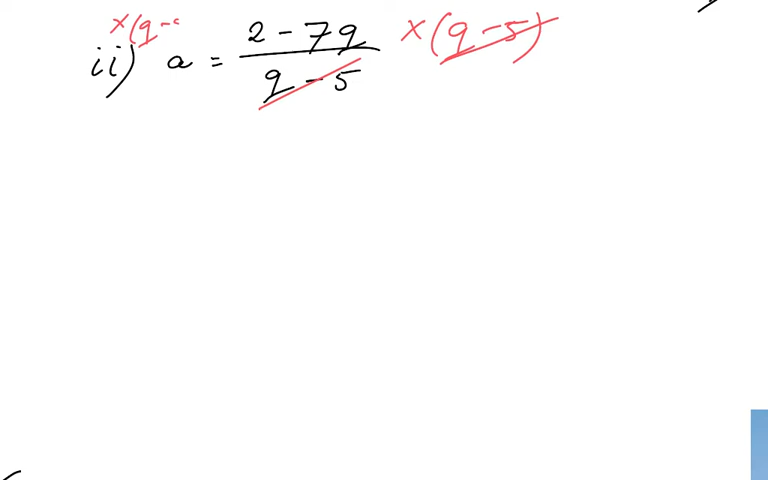 ×(q-
ii) a = (2 - 7q)/(q - 5) ×(q-5)